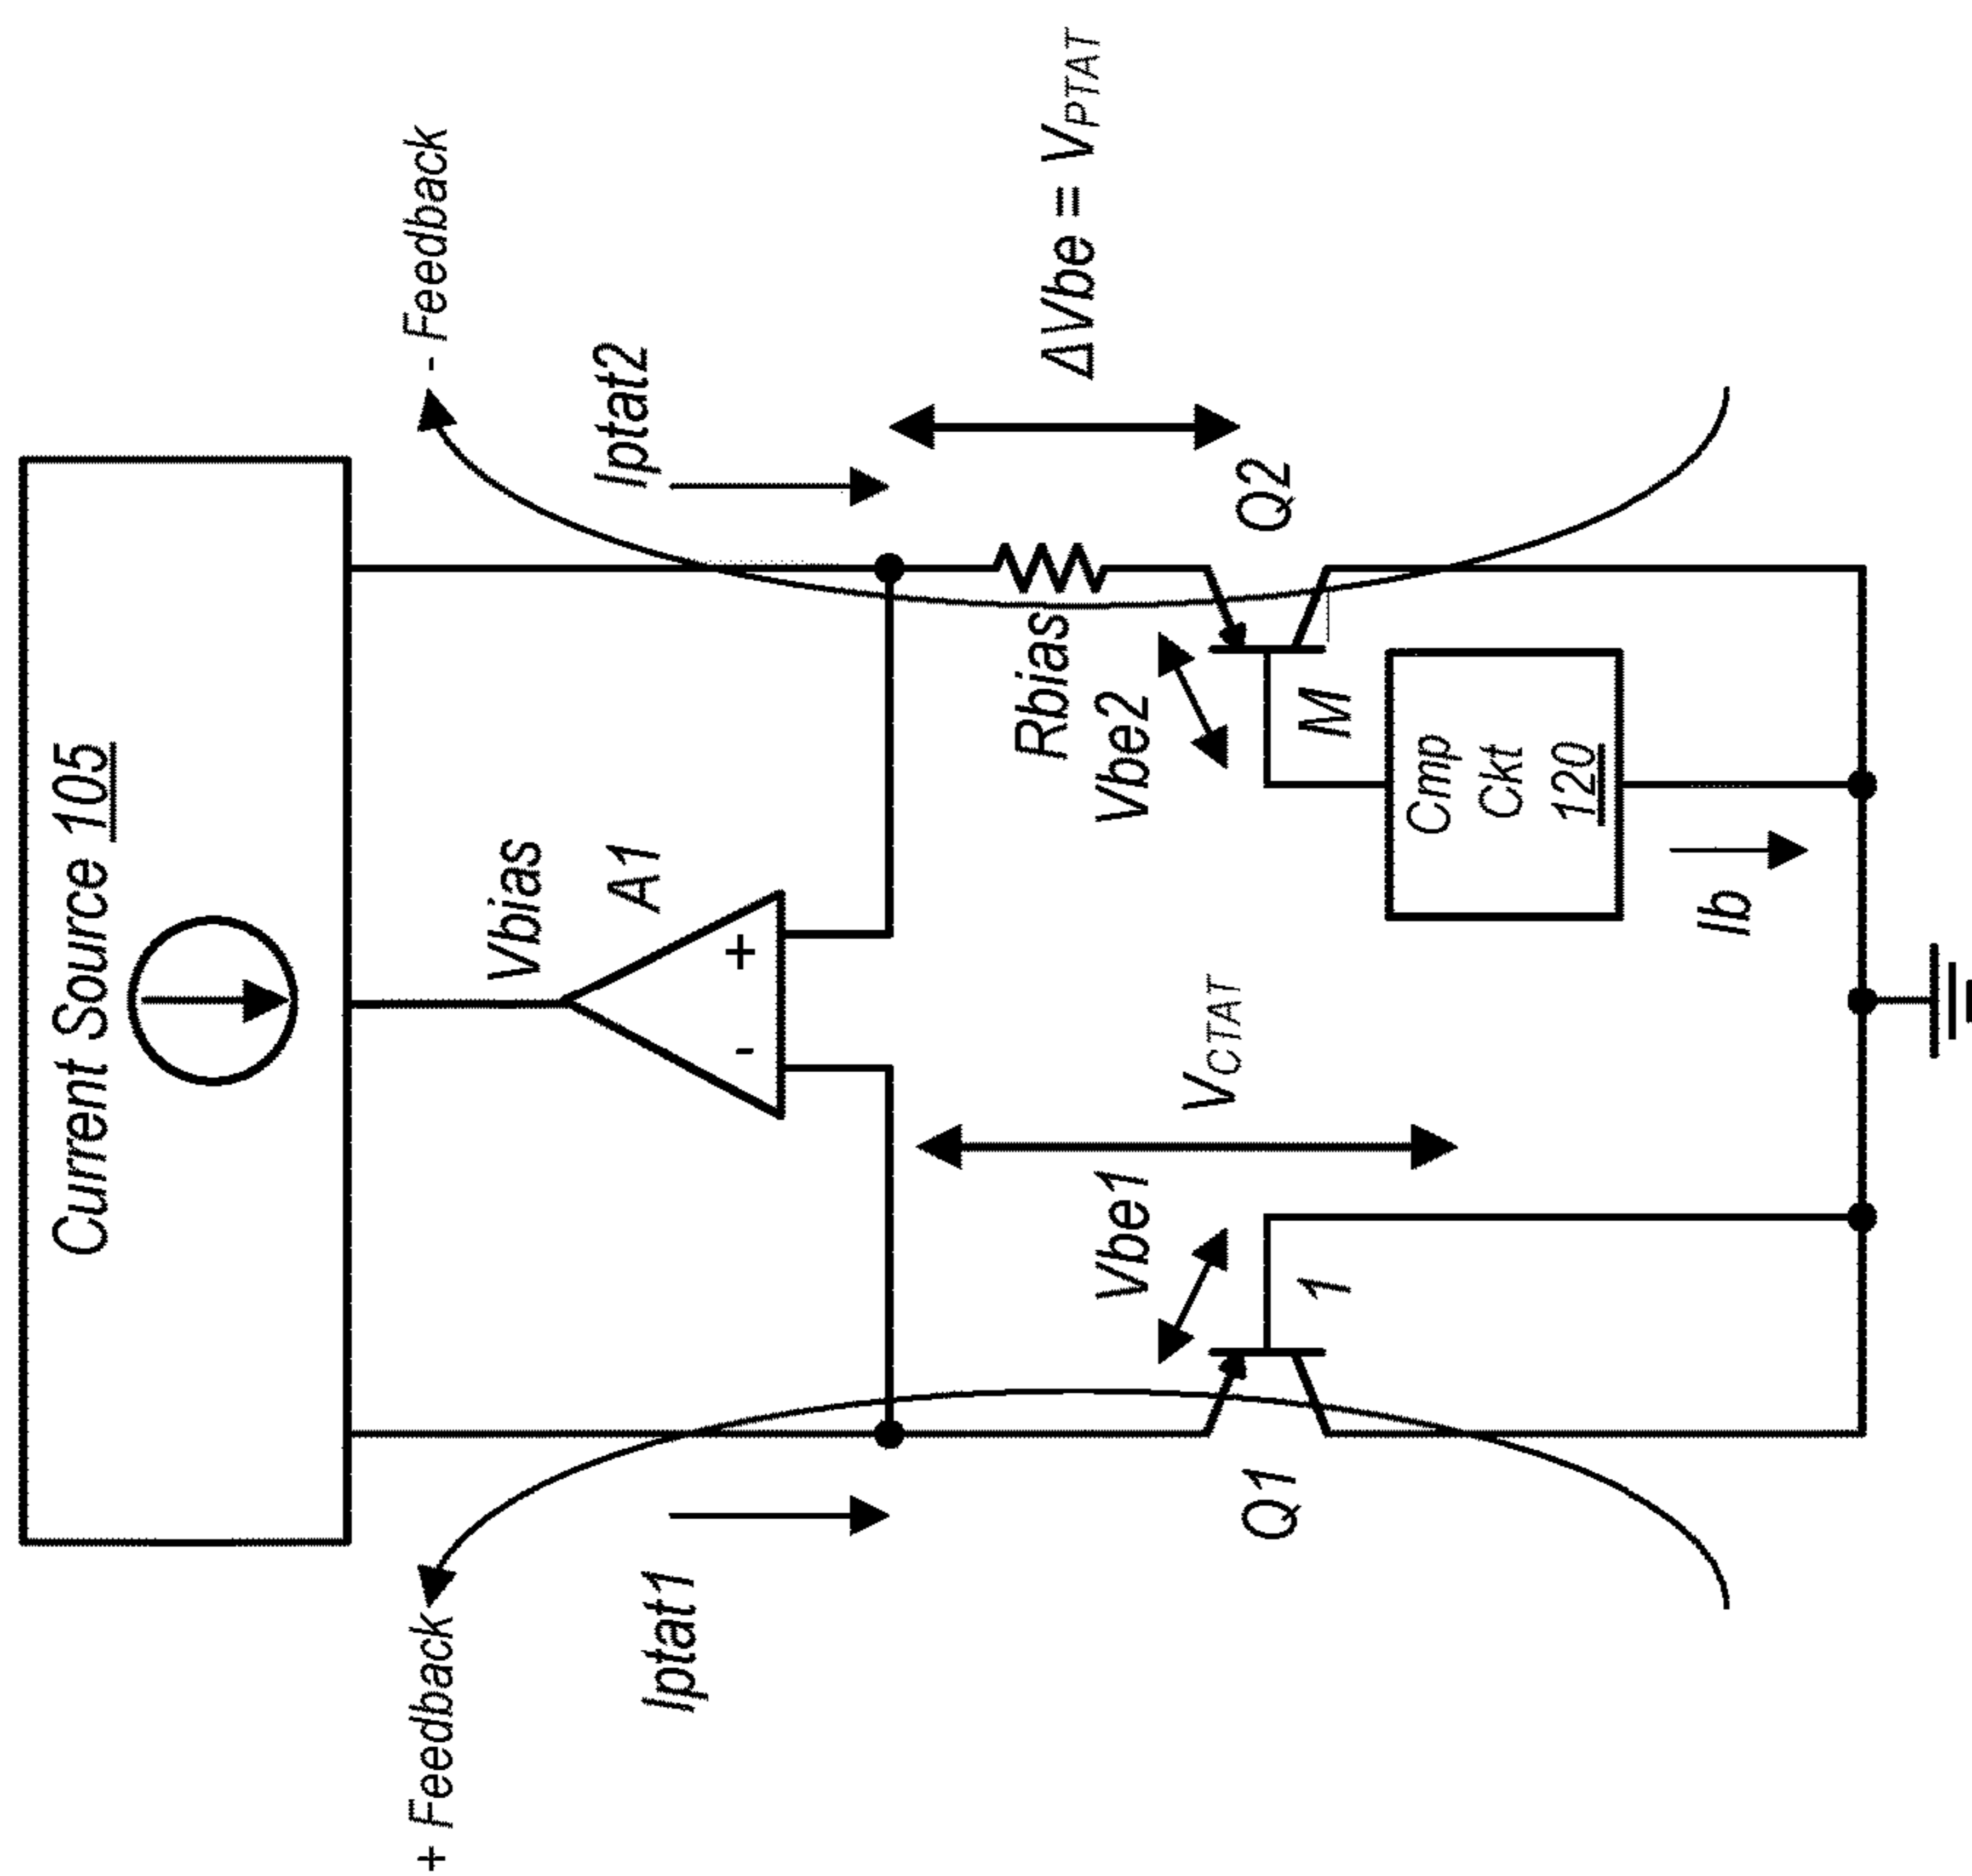 Current Source 105
+ Feedback
- Feedback
Vbias
A1
Iptat1
Iptat2
- +
Rbias
ΔVbe = VPTAT
Vbe1
VCTAT
Vbe2
Q1
1
M
Q2
Cmp
Ckt
120
Ib